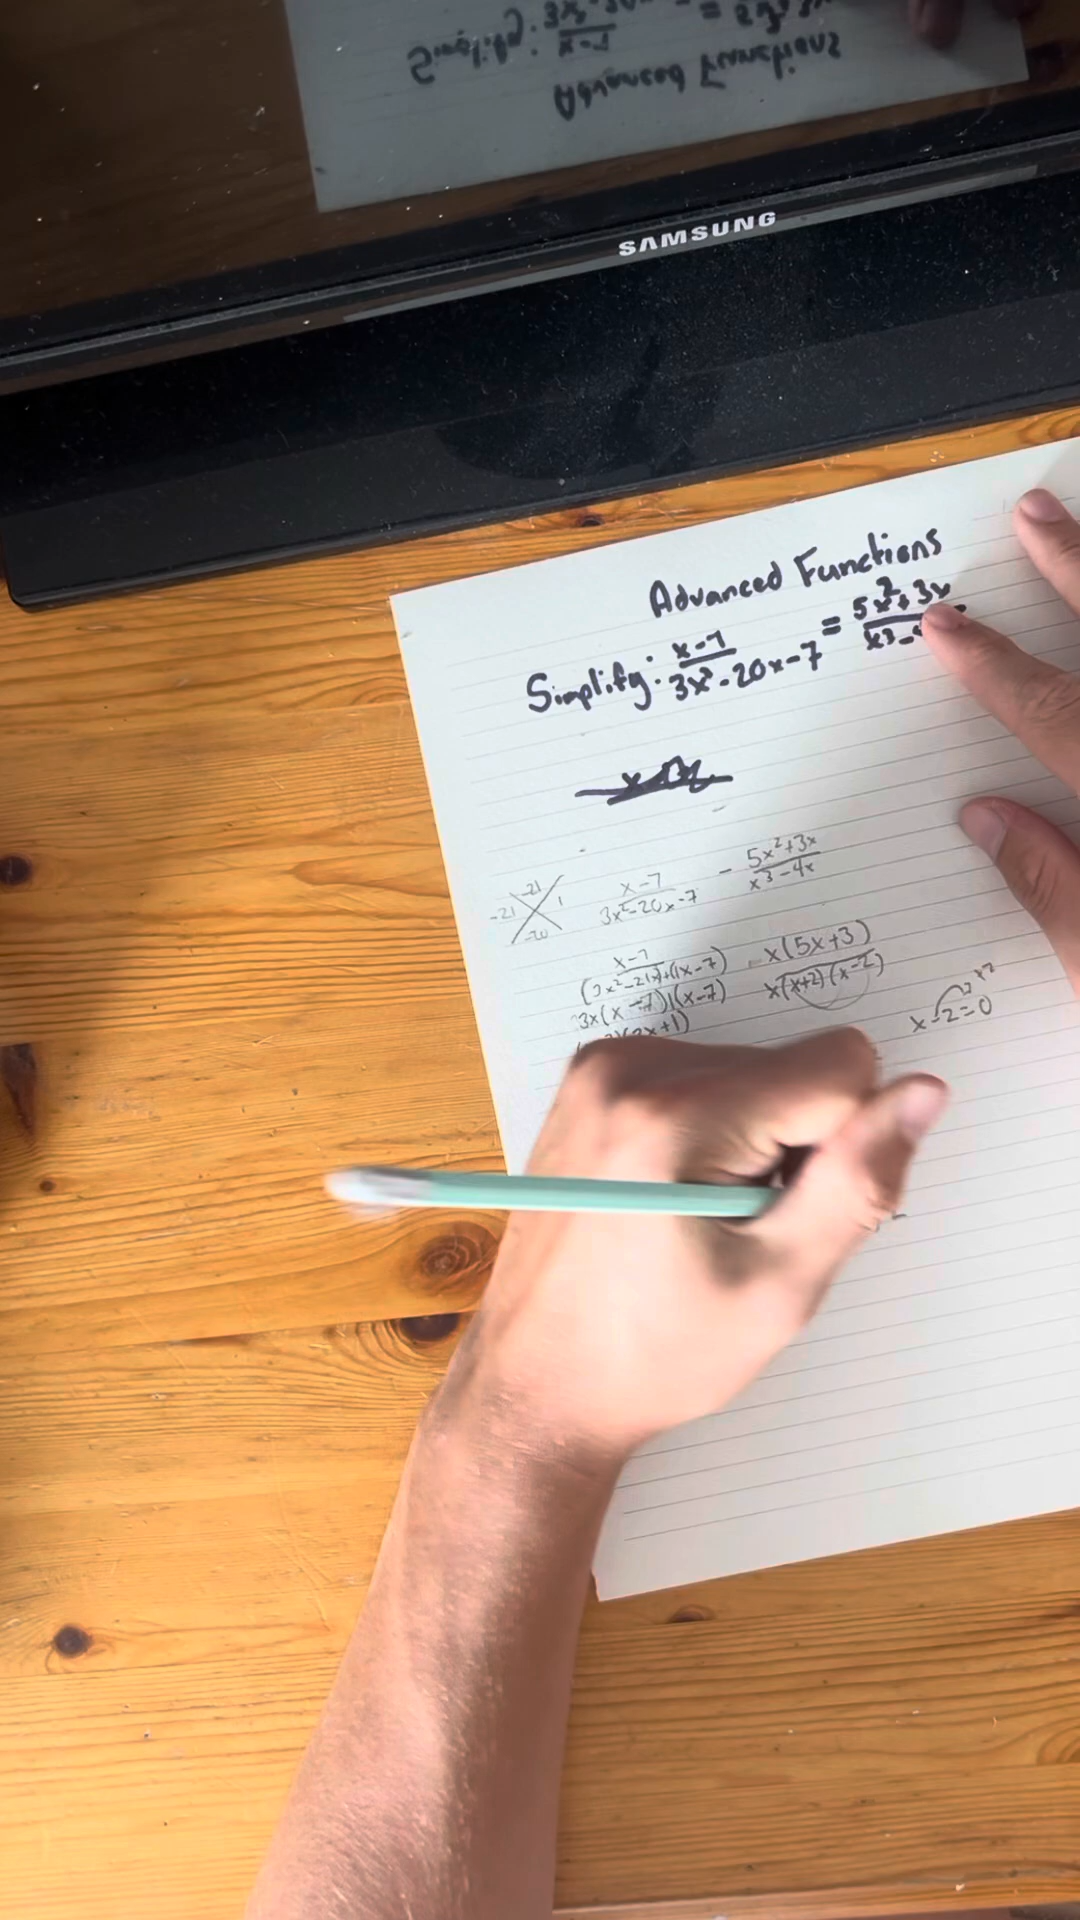 SAMSUNG
Advanced Functions
Simplify: x-7 / 3x²-20x-7 = 5x²+3x / x3-
-21
-21 1
-20
x-7 / 3x²-20x-7 - 5x²+3x / x3-4x
x-7 / (3x²-21x)+(1x-7) - x(5x+3) / x(x+2)(x-2)
3x(x-7)1(x-7)
x-2=0